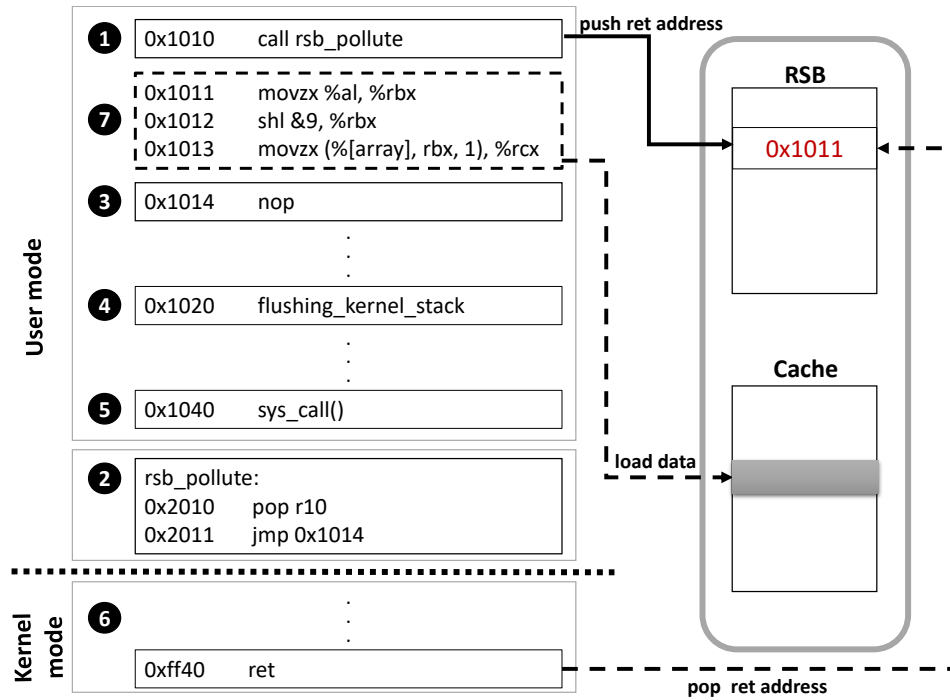 User mode
1
0x1010 call rsb_pollute
7
0x1011 movzx %al, %rbx
0x1012 shl &9, %rbx
0x1013 movzx (%[array], rbx, 1), %rcx
3
0x1014 nop
.
.
.
4
0x1020 flushing_kernel_stack
.
.
.
5
0x1040 sys_call()
2
rsb_pollute:
0x2010 pop r10
0x2011 jmp 0x1014
Kernel
mode
6
.
.
.
0xff40 ret
push ret address
RSB
0x1011
Cache
load data
pop ret address